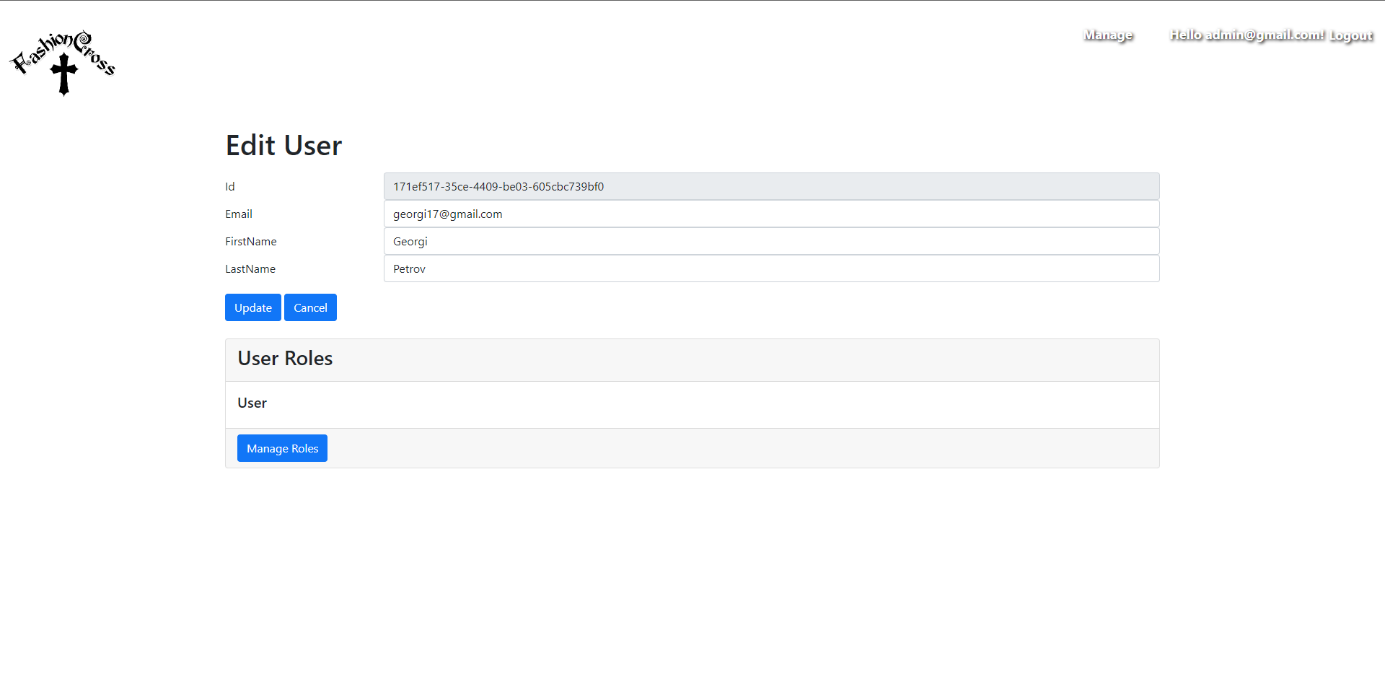 FashionCross
Manage Hello admin@gmail.com! Logout
Edit User
Id 171ef517-35ce-4409-be03-605cbc739bf0
Email georgi17@gmail.com
FirstName Georgi
LastName Petrov
Update Cancel
User Roles
User
Manage Roles